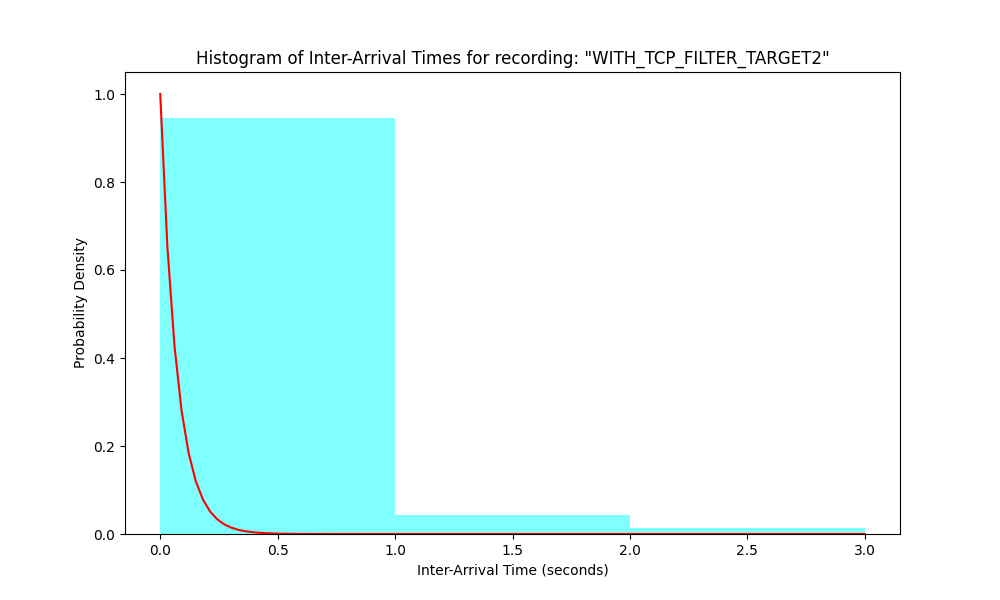 Histogram of Inter-Arrival Times for recording: "WITH_TCP_FILTER_TARGET2"
Probability Density
1.0
0.8
0.6
0.4
0.2
0.0
0.0 0.5 1.0 1.5 2.0 2.5 3.0
Inter-Arrival Time (seconds)